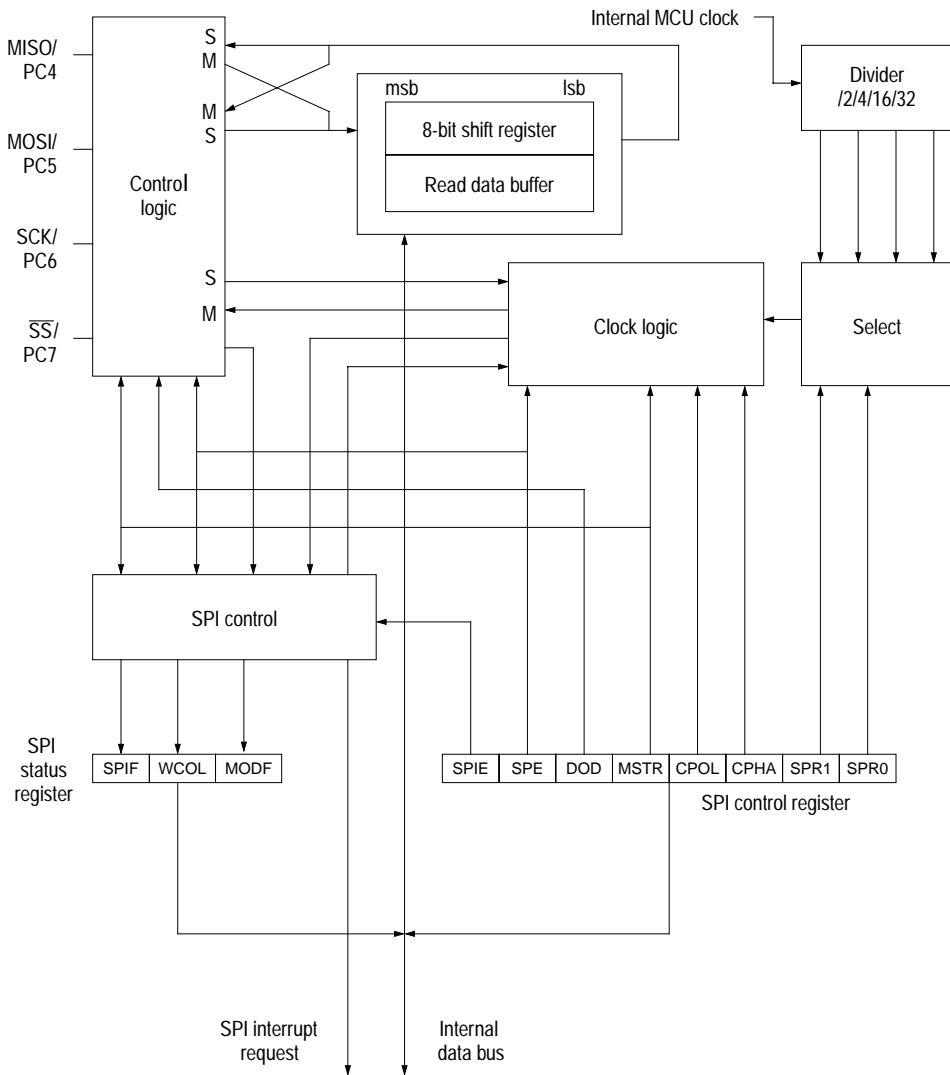 Internal MCU clock
MISO/
PC4
MOSI/
PC5
SCK/
PC6
SS/
PC7
Control
logic
S
M
M
S
S
M
msb lsb
8-bit shift register
Read data buffer
Divider
/2/4/16/32
Clock logic
Select
SPI control
SPI
status
register
SPIF WCOL MODF
SPIE SPE DOD MSTR CPOL CPHA SPR1 SPR0
SPI control register
SPI interrupt
request
Internal
data bus